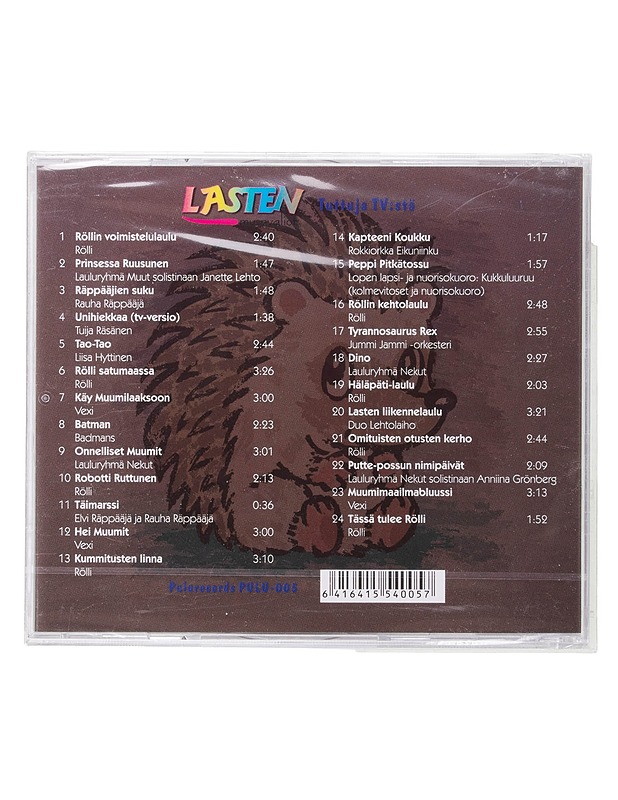 LASTEN Tuttuja TV:stä
1 Röllin voimistelulaulu 2:40
Rölli
2 Prinsessa Ruusunen 1:47
Lauluryhmä Muut solistinaan Janette Lehto
3 Räppääjien suku 1:48
Rauha Räppääjä
4 Unihiekkaa (tv-versio) 1:38
Tuija Räsänen
5 Tao-Tao 2:44
Liisa Hyttinen
6 Rölli satumaassa 3:26
Rölli
7 Käy Muumilaaksoon 3:00
Vexi
8 Batman 2:23
Badmans
9 Onnelliset Muumit 3:01
Lauluryhmä Nekut
10 Robotti Ruttunen 2:13
Rölli
11 Täimarssi 0:36
Elvi Räppääjä ja Rauha Räppääjä
12 Hei Muumit 3:00
Vexi
13 Kummitusten linna 3:10
Rölli
14 Kapteeni Koukku 1:17
Rokkiorkka Eikuniinku
15 Peppi Pitkätossu 1:57
Lopen lapsi- ja nuorisokuoro: Kukkuluuruu
(kolmevitoset ja nuorisokuoro)
16 Röllin kehtolaulu 2:48
Rölli
17 Tyrannosaurus Rex 2:55
Jummi Jammi -orkesteri
18 Dino 2:27
Lauluryhmä Nekut
19 Häläpäti-laulu 2:03
Rölli
20 Lasten liikennelaulu 3:21
Duo Lehtolaiho
21 Omituisten otusten kerho 2:44
Rölli
22 Putte-possun nimipäivät 2:09
Lauluryhmä Nekut solistinaan Anniina Grönberg
23 Muumimaailmabluussi 3:13
Vexi
24 Tässä tulee Rölli 1:52
Rölli
PULU-005
6 416415 540057